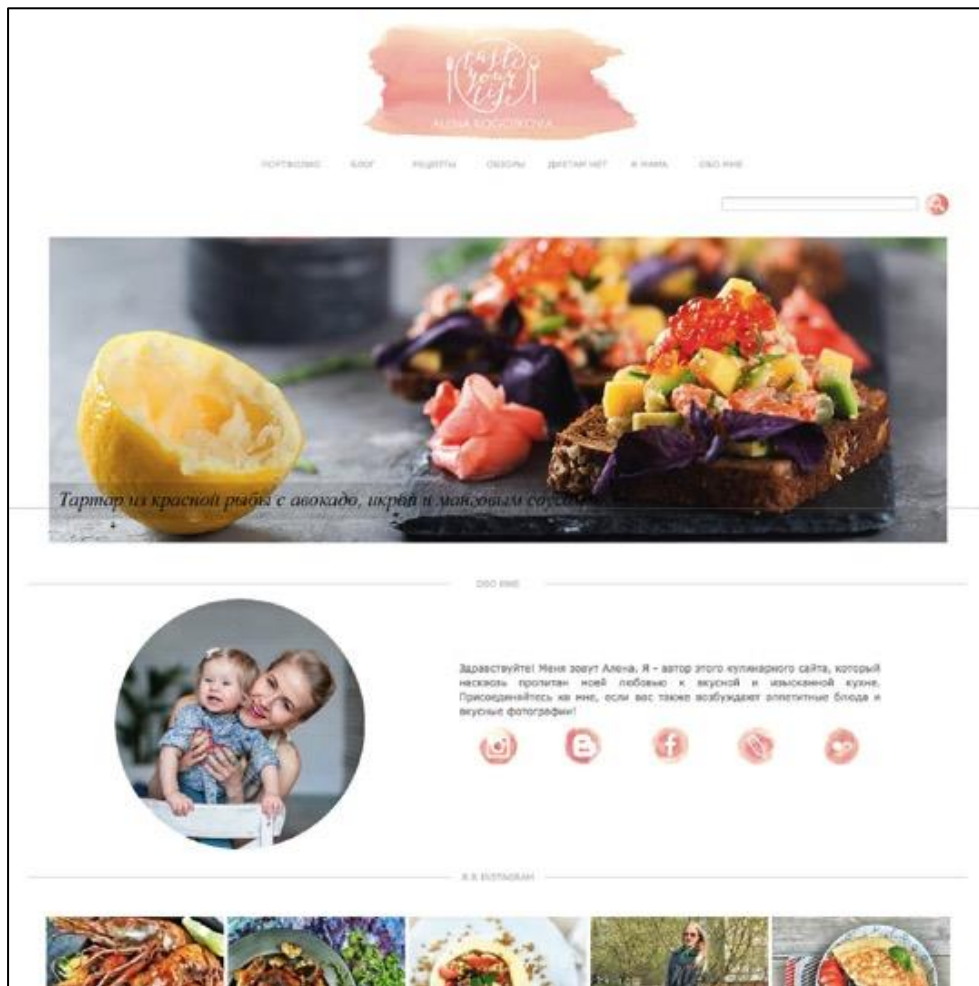 taste
your
life
ALENA KOGOTKOVA
ПОРТФОЛИО БЛОГ РЕЦЕПТЫ ОБЗОРЫ ДИЕТАМ НЕТ Я МАМА ОБО МНЕ
Тартар из красной рыбы с авокадо, икрой и манговым соусом
ОБО МНЕ
Здравствуйте! Меня зовут Алена. Я – автор этого кулинарного сайта, который
насквозь пропитан моей любовью к вкусной и изысканной кухне.
Присоединяйтесь ко мне, если вас также возбуждают аппетитные блюда и
вкусные фотографии!
Я В INSTAGRAM